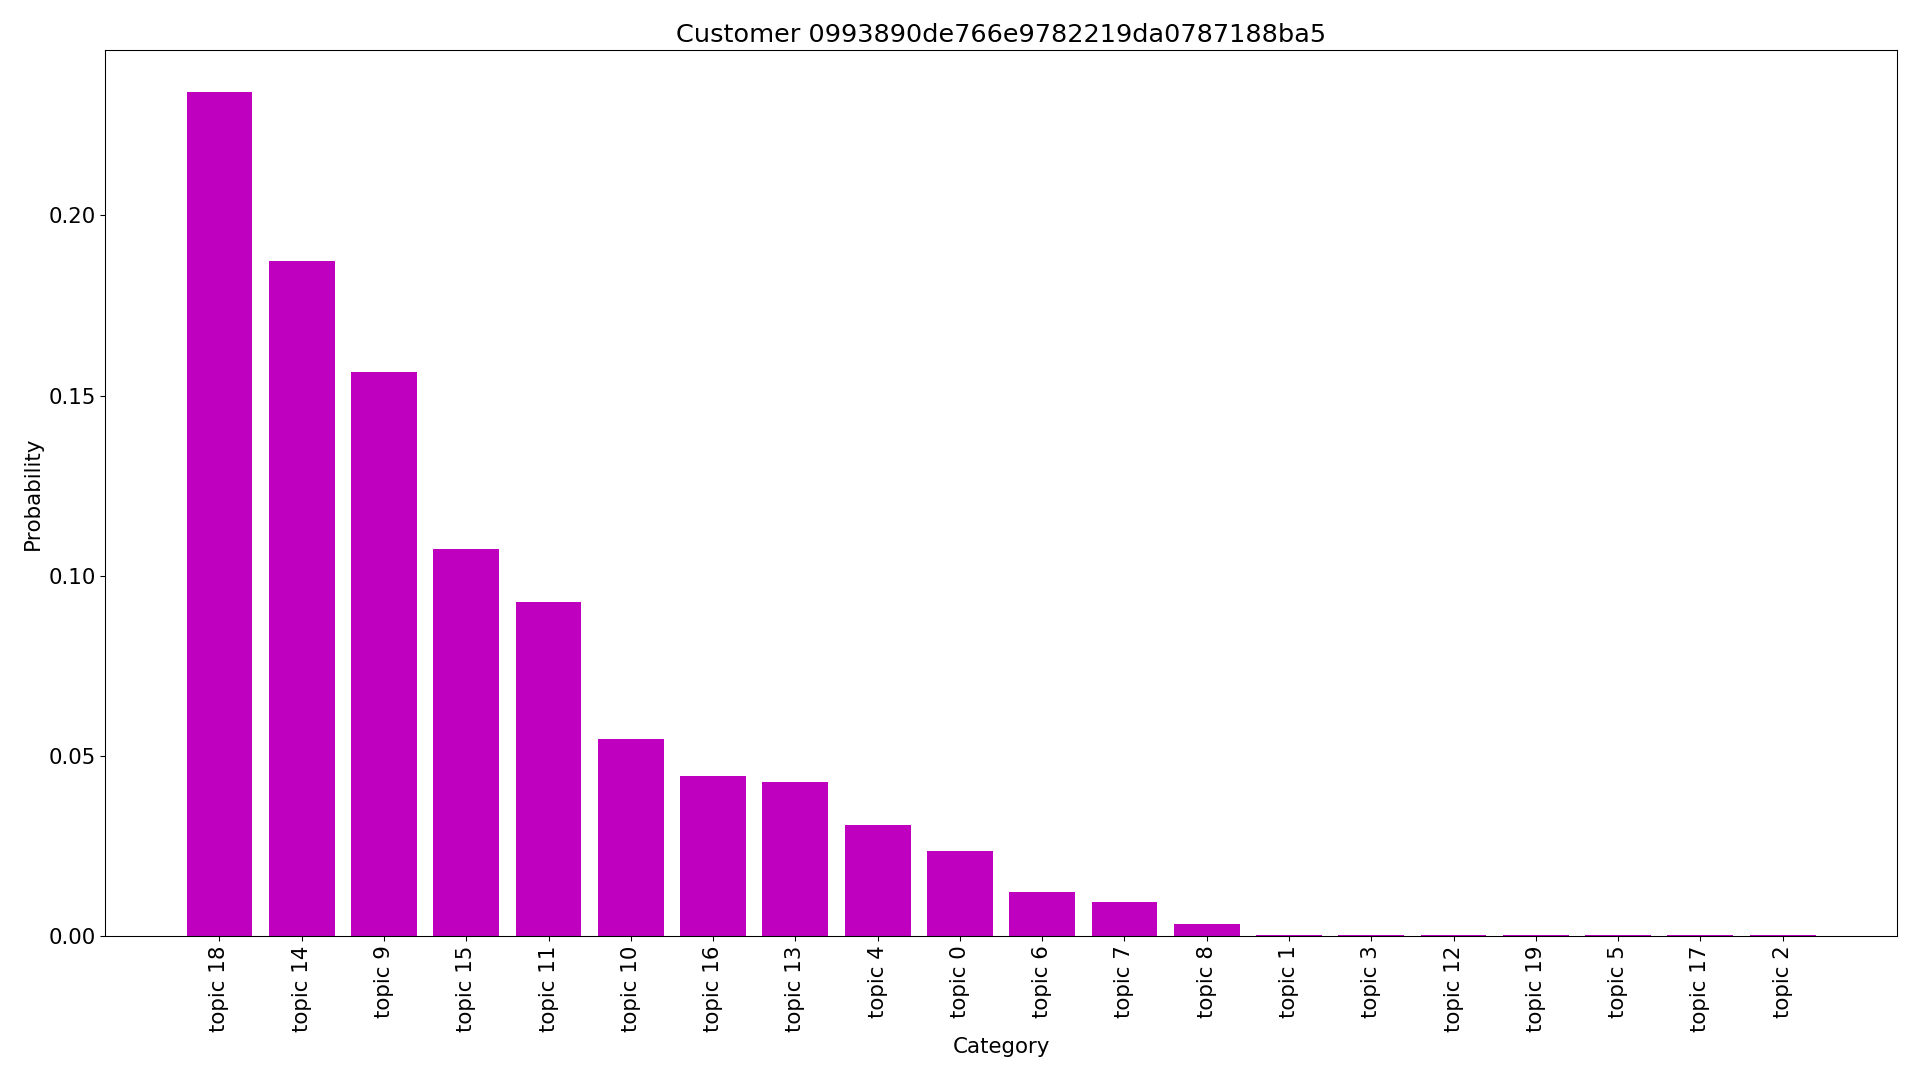 Customer 0993890de766e9782219da0787188ba5
Probability
0.20
0.15
0.10
0.05
0.00
topic 18
topic 14
topic 9
topic 15
topic 11
topic 10
topic 16
topic 13
topic 4
topic 0
topic 6
topic 7
topic 8
topic 1
topic 3
topic 12
topic 19
topic 5
topic 17
topic 2
Category